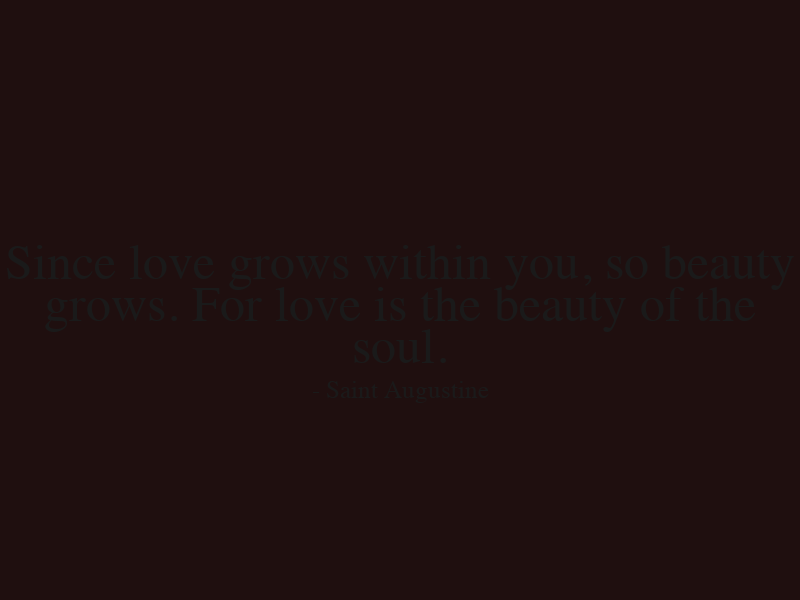 Since love grows within you, so beauty
grows. For love is the beauty of the
soul.
- Saint Augustine